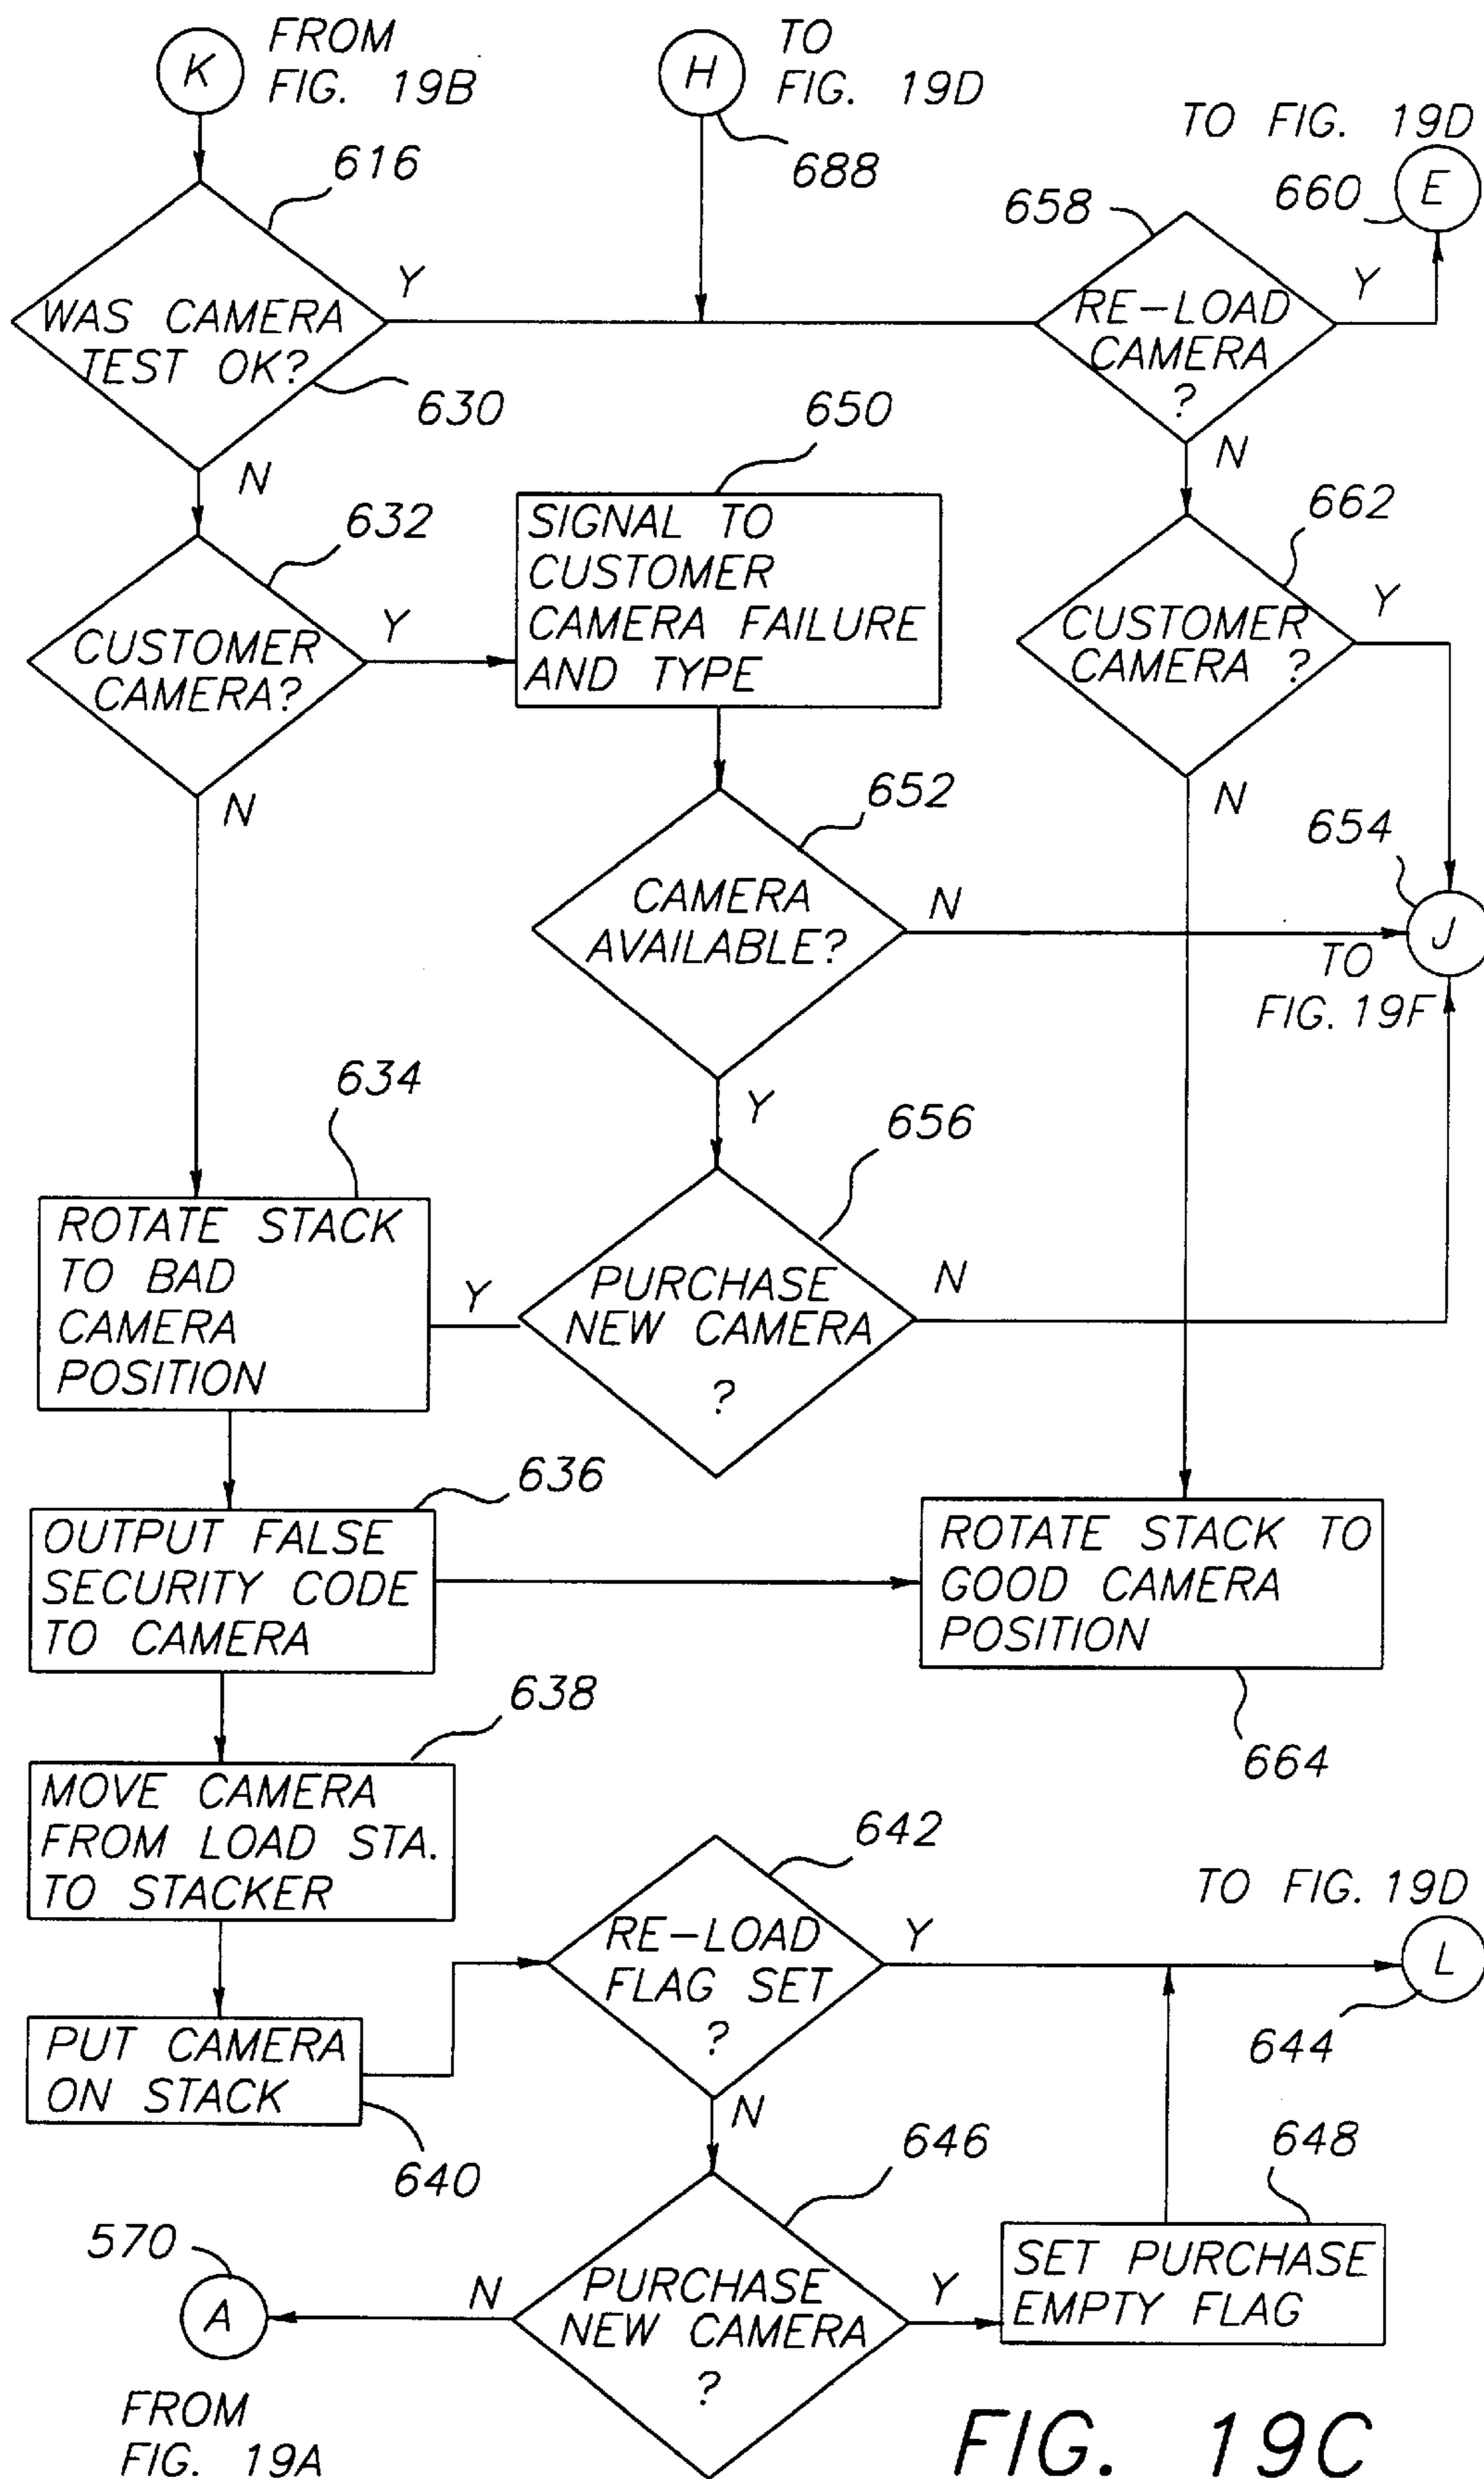 K
FROM
FIG. 19B
H
TO
FIG. 19D
688
TO FIG. 19D
660
E
616
658
WAS CAMERA
TEST OK?
Y
630
N
RE-LOAD
CAMERA
?
Y
N
632
CUSTOMER
CAMERA?
Y
N
650
SIGNAL TO
CUSTOMER
CAMERA FAILURE
AND TYPE
662
CUSTOMER
CAMERA ?
Y
N
652
CAMERA
AVAILABLE?
N
Y
654
J
TO
FIG. 19F
634
ROTATE STACK
TO BAD
CAMERA
POSITION
656
Y
PURCHASE
NEW CAMERA
?
N
636
OUTPUT FALSE
SECURITY CODE
TO CAMERA
ROTATE STACK TO
GOOD CAMERA
POSITION
664
638
MOVE CAMERA
FROM LOAD STA.
TO STACKER
642
RE-LOAD
FLAG SET
?
Y
N
TO FIG. 19D
L
644
PUT CAMERA
ON STACK
640
646
648
570
A
N
PURCHASE
NEW CAMERA
?
Y
SET PURCHASE
EMPTY FLAG
FROM
FIG. 19A
FIG. 19C